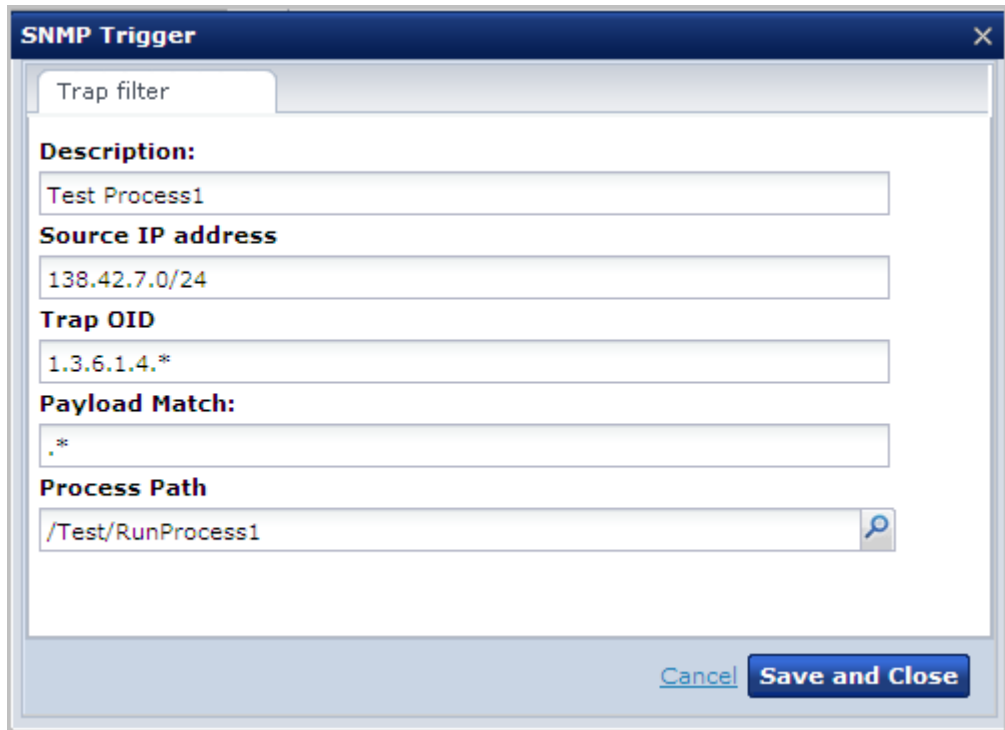 SNMP Trigger
Trap filter
Description:
Test Process1
Source IP address
138.42.7.0/24
Trap OID
1.3.6.1.4.*
Payload Match:
.*
Process Path
/Test/RunProcess1
Cancel Save and Close